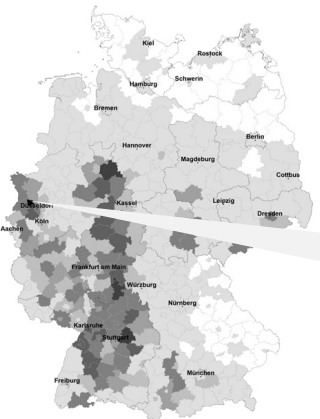 Kiel
Rostock
Schwerin
Hamburg
Bremen
Berlin
Hannover
Magdeburg
Cottbus
Leipzig
Düsseldorf
Kassel
Dresden
Köln
Aachen
Frankfurt am Main
Würzburg
Nürnberg
Karlsruhe
Stuttgart
München
Freiburg